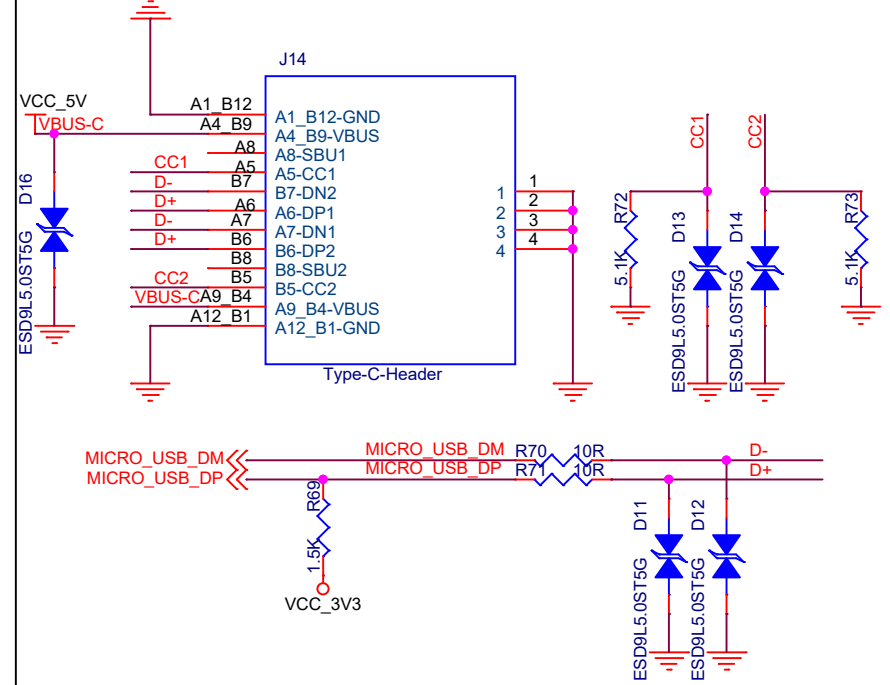 J14
VCC_5V
VBUS-C
A1_B12
A1_B12-GND
A4_B9
A4_B9-VBUS
A8
A8-SBU1
CC1
A5
A5-CC1
D-
B7
B7-DN2
D+
A6
A6-DP1
D-
A7
A7-DN1
D+
B6
B6-DP2
B8
B8-SBU2
CC2
B5
B5-CC2
VBUS-C
A9_B4
A9_B4-VBUS
A12_B1
A12_B1-GND
1
1
2
2
3
3
4
4
Type-C-Header
D16
ESD9L5.0ST5G
CC1
CC2
R72
5.1K
D13
ESD9L5.0ST5G
D14
ESD9L5.0ST5G
R73
5.1K
MICRO_USB_DM
MICRO_USB_DM
R70
10R
D-
MICRO_USB_DP
MICRO_USB_DP
R71
10R
D+
R69
1.5K
VCC_3V3
D11
ESD9L5.0ST5G
D12
ESD9L5.0ST5G